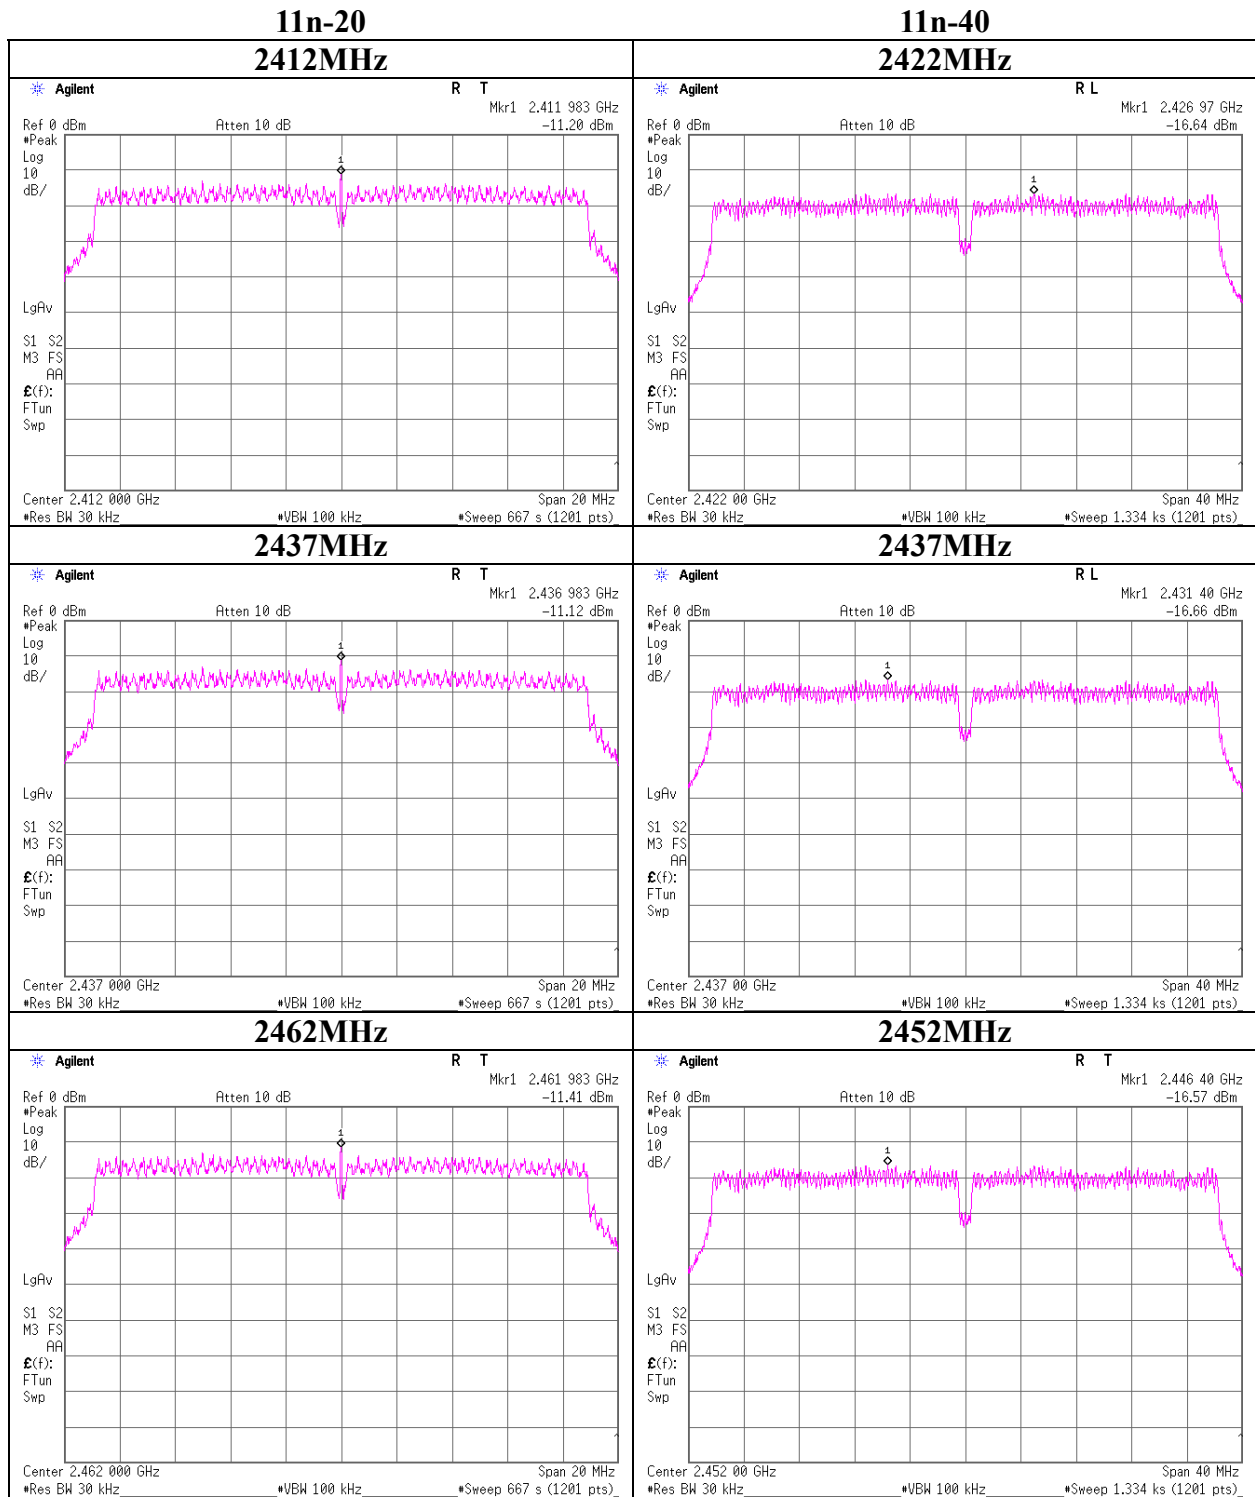 11n-20 11n-40
2412MHz 2422MHz
Agilent R T
Mkr1 2.411 983 GHz
Ref 0 dBm Atten 10 dB -11.20 dBm
#Peak
Log
10
dB/
1
LgAv
S1 S2
M3 FS
AA
£(f):
FTun
Swp
Center 2.412 000 GHz Span 20 MHz
#Res BW 30 kHz #VBW 100 kHz #Sweep 667 s (1201 pts)
Agilent R L
Mkr1 2.426 97 GHz
Ref 0 dBm Atten 10 dB -16.64 dBm
#Peak
Log
10
dB/
1
LgAv
S1 S2
M3 FS
AA
£(f):
FTun
Swp
Center 2.422 00 GHz Span 40 MHz
#Res BW 30 kHz #VBW 100 kHz #Sweep 1.334 ks (1201 pts)
2437MHz 2437MHz
Agilent R T
Mkr1 2.436 983 GHz
Ref 0 dBm Atten 10 dB -11.12 dBm
#Peak
Log
10
dB/
1
LgAv
S1 S2
M3 FS
AA
£(f):
FTun
Swp
Center 2.437 000 GHz Span 20 MHz
#Res BW 30 kHz #VBW 100 kHz #Sweep 667 s (1201 pts)
Agilent R L
Mkr1 2.431 40 GHz
Ref 0 dBm Atten 10 dB -16.66 dBm
#Peak
Log
10
dB/
1
LgAv
S1 S2
M3 FS
AA
£(f):
FTun
Swp
Center 2.437 00 GHz Span 40 MHz
#Res BW 30 kHz #VBW 100 kHz #Sweep 1.334 ks (1201 pts)
2462MHz 2452MHz
Agilent R T
Mkr1 2.461 983 GHz
Ref 0 dBm Atten 10 dB -11.41 dBm
#Peak
Log
10
dB/
1
LgAv
S1 S2
M3 FS
AA
£(f):
FTun
Swp
Center 2.462 000 GHz Span 20 MHz
#Res BW 30 kHz #VBW 100 kHz #Sweep 667 s (1201 pts)
Agilent R T
Mkr1 2.446 40 GHz
Ref 0 dBm Atten 10 dB -16.57 dBm
#Peak
Log
10
dB/
1
LgAv
S1 S2
M3 FS
AA
£(f):
FTun
Swp
Center 2.452 00 GHz Span 40 MHz
#Res BW 30 kHz #VBW 100 kHz #Sweep 1.334 ks (1201 pts)